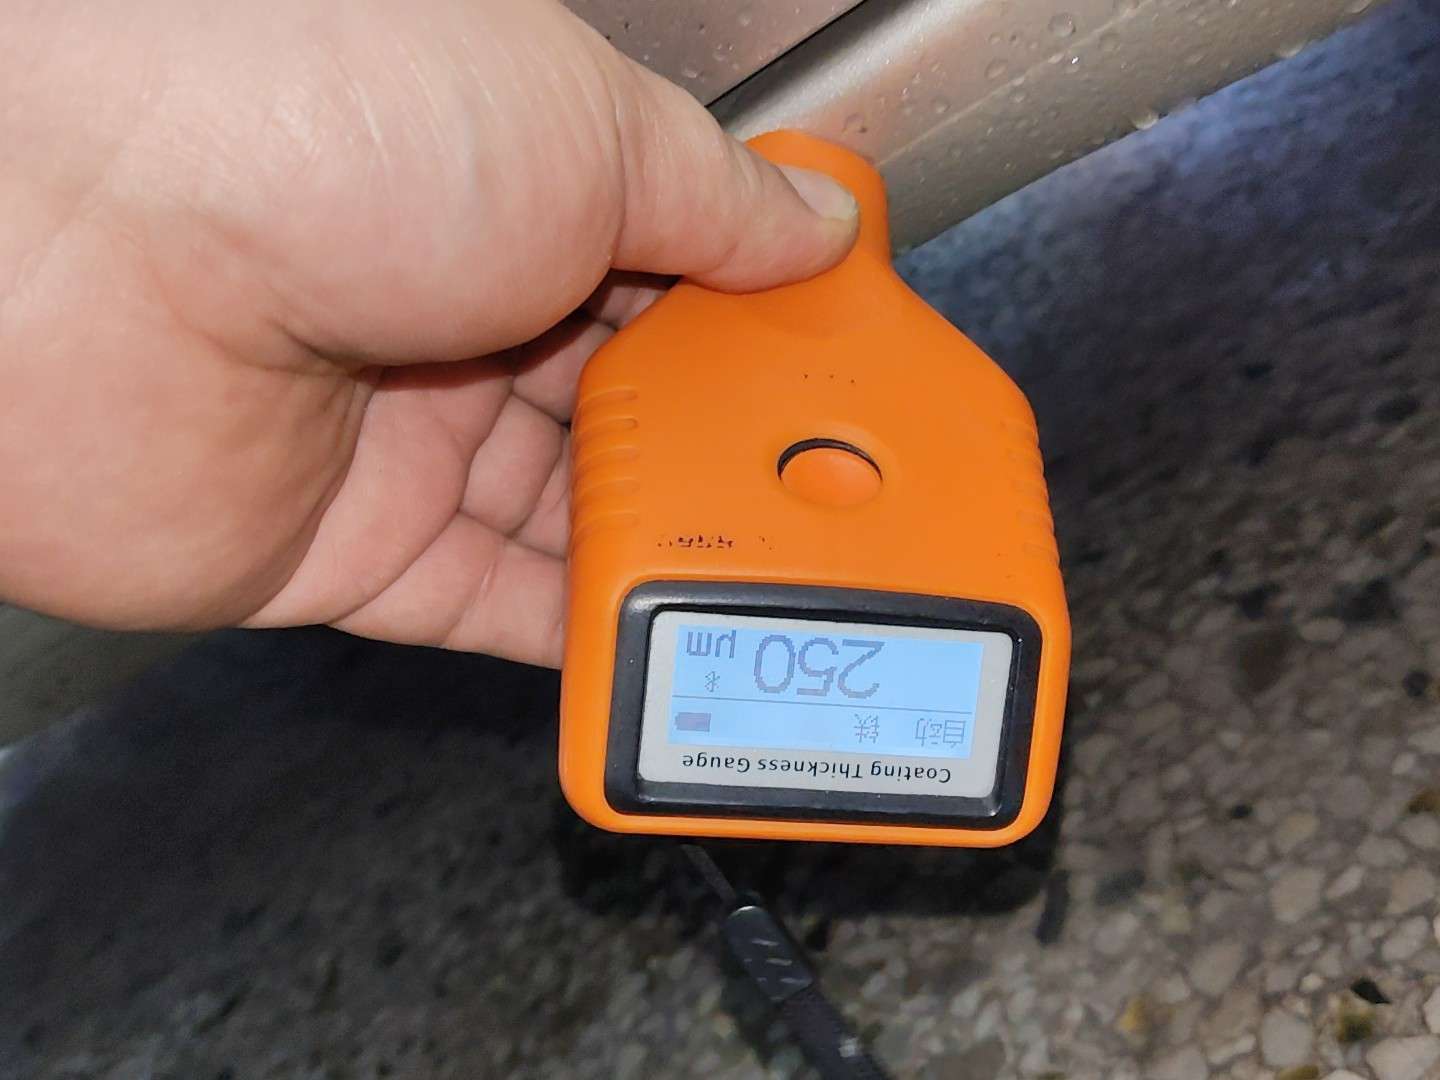 Coating Thickness Gauge
自动 铁
250 μm